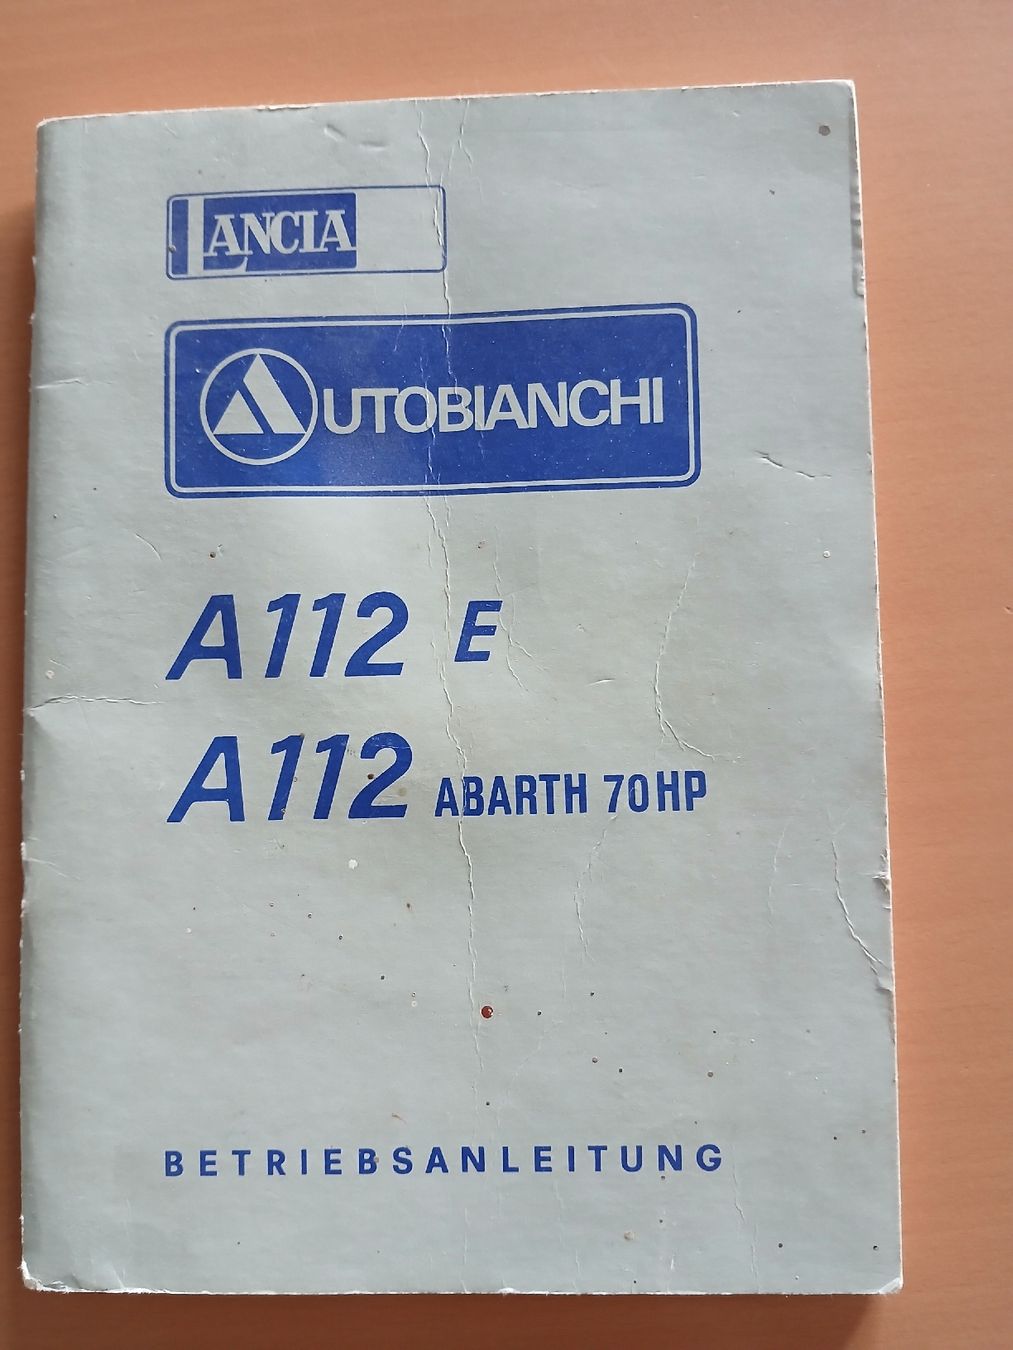 LANCIA
AUTOBIANCHI
A112 E
A112 ABARTH 70HP
BETRIEBSANLEITUNG